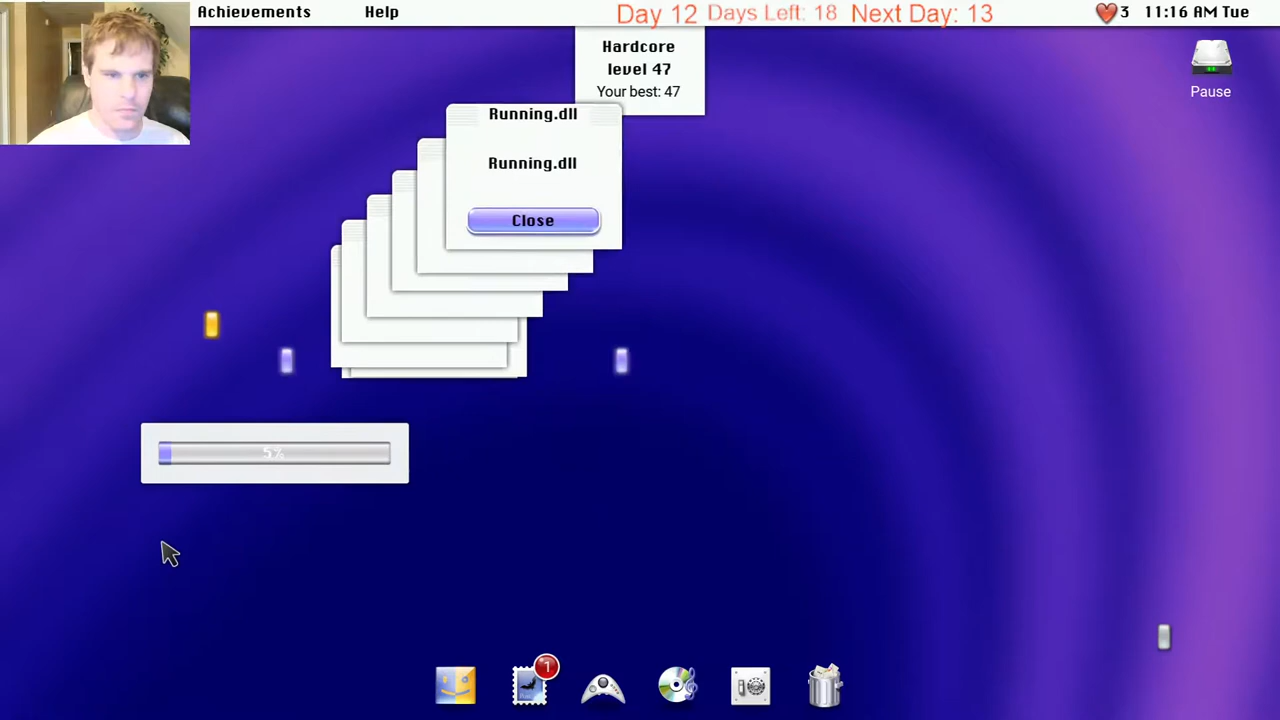 Achievements Help Day 12 Days Left: 18 Next Day: 13 3 11:16 AM Tue
Hardcore
level 47
Your best: 47
Pause
Running.dll
Running.dll
Close
5%
1